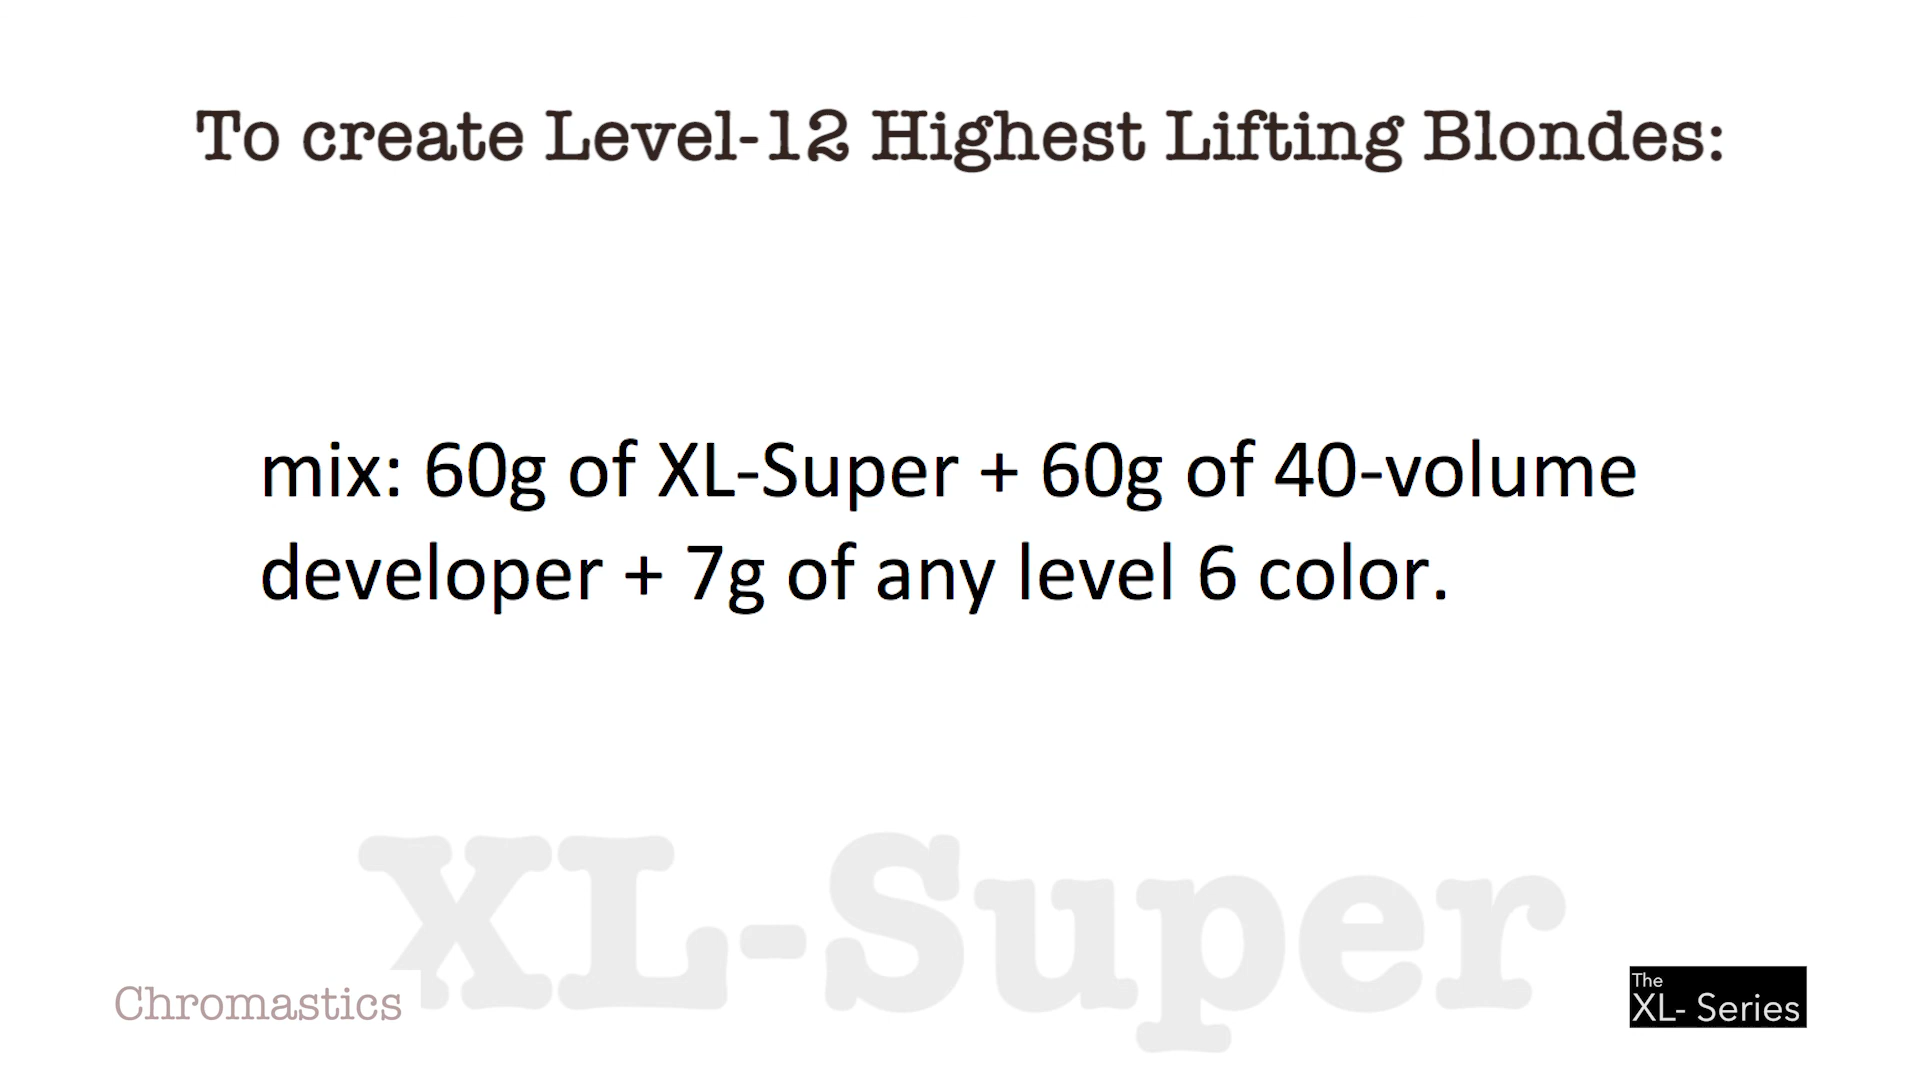 To create Level-12 Highest Lifting Blondes:
mix: 60g of XL-Super + 60g of 40-volume
developer + 7g of any level 6 color.
XL-Super
Chromastics
The
XL- Series